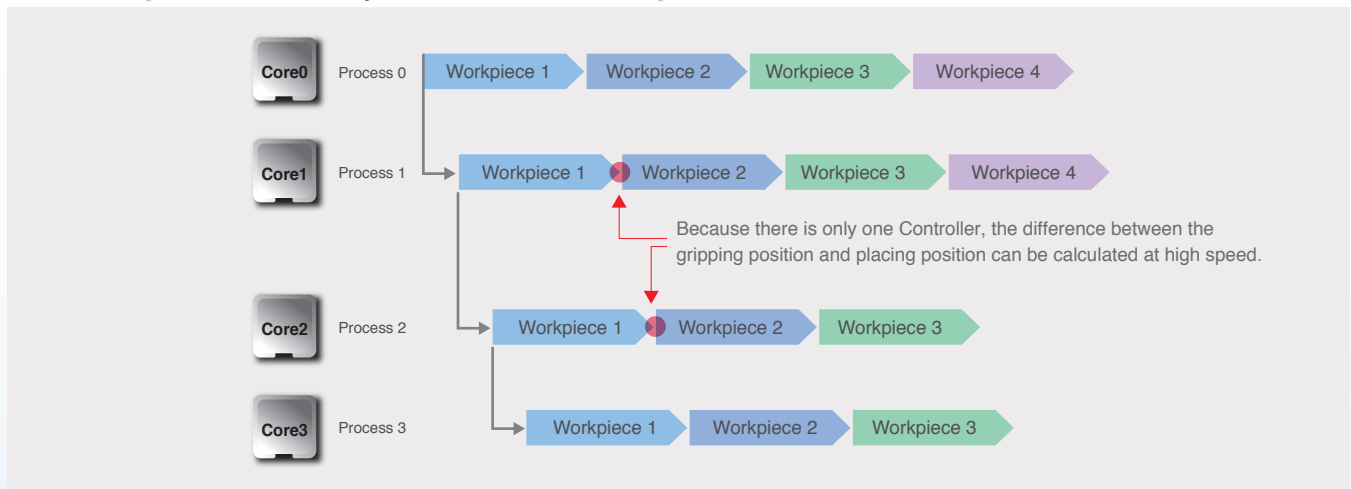 Core0 Process 0 Workpiece 1 Workpiece 2 Workpiece 3 Workpiece 4
Core1 Process 1 Workpiece 1 Workpiece 2 Workpiece 3 Workpiece 4
Because there is only one Controller, the difference between the
gripping position and placing position can be calculated at high speed.
Core2 Process 2 Workpiece 1 Workpiece 2 Workpiece 3
Core3 Process 3 Workpiece 1 Workpiece 2 Workpiece 3